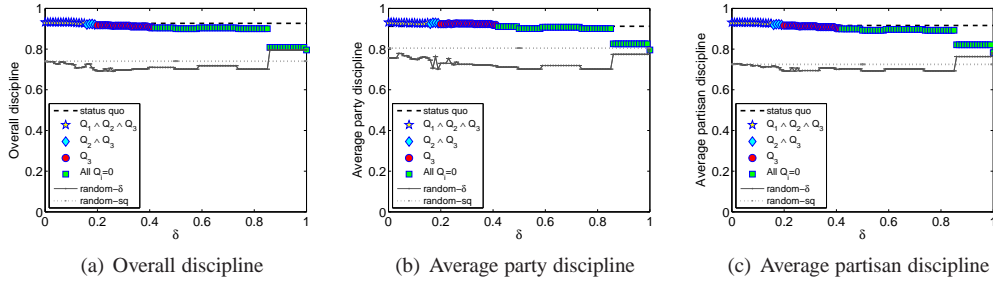 Overall discipline
1
0.8
0.6
0.4
0.2
0
status quo
Q1 ∧ Q2 ∧ Q3
Q2 ∧ Q3
Q3
All Qi=0
random-δ
random-sq
0 0.2 0.4 0.6 0.8 1
δ
(a) Overall discipline
Average party discipline
1
0.8
0.6
0.4
0.2
0
status quo
Q1 ∧ Q2 ∧ Q3
Q2 ∧ Q3
Q3
All Qi=0
random-δ
random-sq
0 0.2 0.4 0.6 0.8 1
δ
(b) Average party discipline
Average partisan discipline
1
0.8
0.6
0.4
0.2
0
status quo
Q1 ∧ Q2 ∧ Q3
Q2 ∧ Q3
Q3
All Qi=0
random-δ
random-sq
0 0.2 0.4 0.6 0.8 1
δ
(c) Average partisan discipline